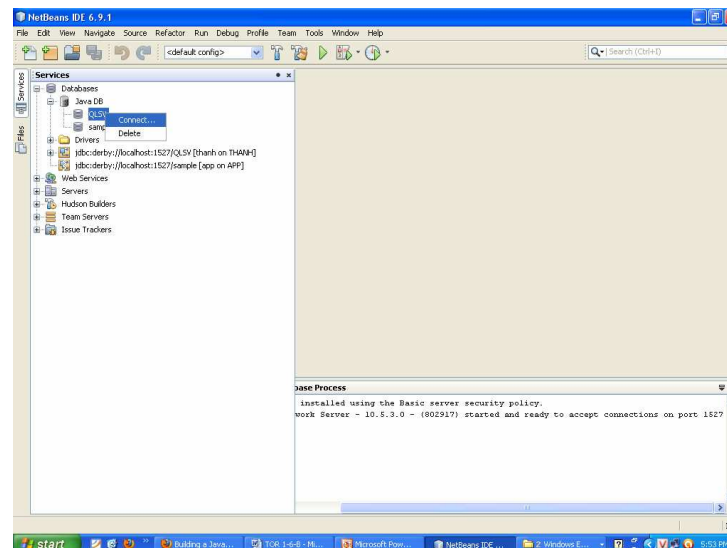 NetBeans IDE 6.9.1
File Edit View Navigate Source Refactor Run Debug Profile Team Tools Window Help
<default config>
Search (Ctrl+I)
Services
Files
Services
Databases
Java DB
QLSV
Connect...
Delete
Drivers
jdbc:derby://localhost:1527/QLSV [thanh on THANH]
jdbc:derby://localhost:1527/sample [app on APP]
Web Services
Servers
Hudson Builders
Team Servers
Issue Trackers
base Process
installed using the Basic server security policy.
work Server - 10.5.3.0 - (802917) started and ready to accept connections on port 1527
start
Building a Java...
TOR 1-6-8 - Mi...
Microsoft Pow...
NetBeans IDE ...
2 Windows E...